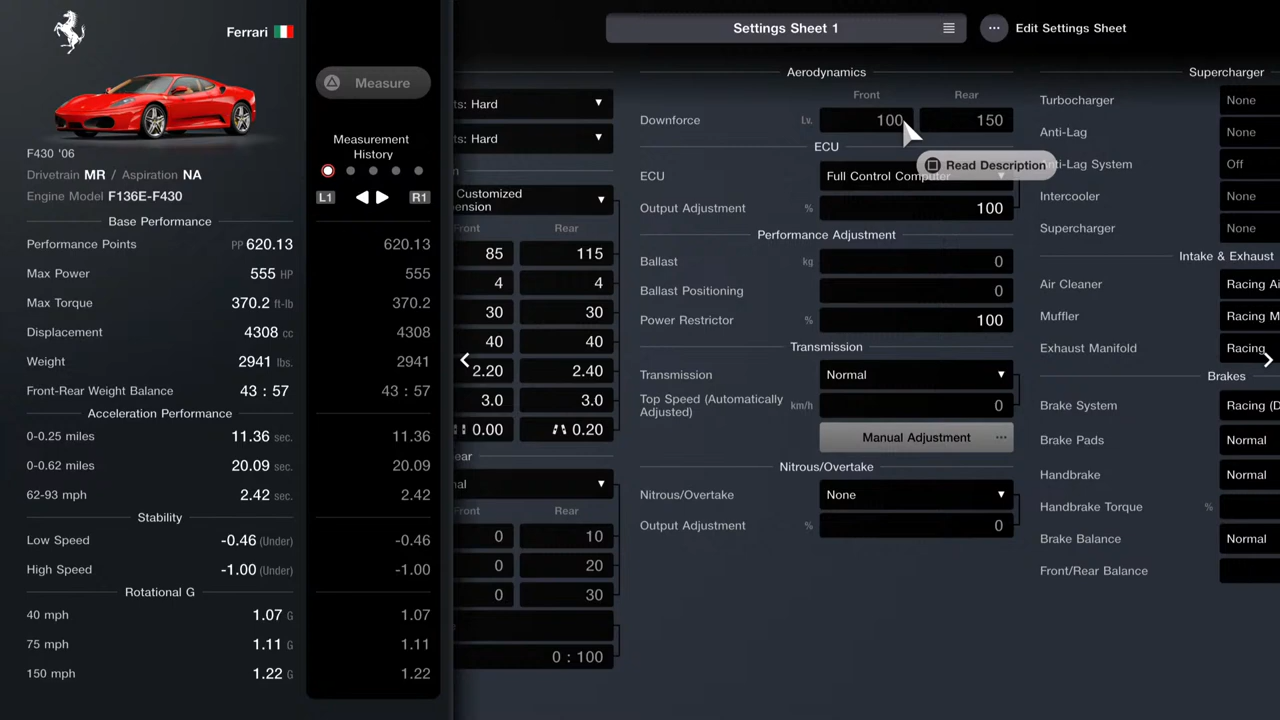 Ferrari
F430 '06
Drivetrain MR / Aspiration NA
Engine Model F136E-F430
Base Performance
Performance Points PP 620.13
Max Power 555 HP
Max Torque 370.2 ft-lb
Displacement 4308 cc
Weight 2941 lbs.
Front-Rear Weight Balance 43 : 57
Acceleration Performance
0-0.25 miles 11.36 sec.
0-0.62 miles 20.09 sec.
62-93 mph 2.42 sec.
Stability
Low Speed -0.46 (Under)
High Speed -1.00 (Under)
Rotational G
40 mph 1.07 G
75 mph 1.11 G
150 mph 1.22 G
Measure
Measurement
History
L1 R1
620.13
555
370.2
4308
2941
43 : 57
11.36
20.09
2.42
-0.46
-1.00
1.07
1.11
1.22
Settings Sheet 1
Edit Settings Sheet
ts: Hard
ts: Hard
Customized
ension
Front Rear
85 115
4 4
30 30
40 40
2.20 2.40
3.0 3.0
0.00 0.20
ear
nal
Front Rear
0 10
0 20
0 30
0 : 100
Aerodynamics
Front Rear
Downforce Lv. 100 150
ECU
Read Description
ECU Full Control Computer
Output Adjustment % 100
Performance Adjustment
Ballast kg 0
Ballast Positioning 0
Power Restrictor % 100
Transmission
Transmission Normal
Top Speed (Automatically
Adjusted) km/h 0
Manual Adjustment
Nitrous/Overtake
Nitrous/Overtake None
Output Adjustment % 0
Supercharger
Turbocharger None
Anti-Lag None
nti-Lag System Off
Intercooler None
Supercharger None
Intake & Exhaust
Air Cleaner Racing Ai
Muffler Racing M
Exhaust Manifold Racing
Brakes
Brake System Racing (D
Brake Pads Normal
Handbrake Normal
Handbrake Torque %
Brake Balance Normal
Front/Rear Balance